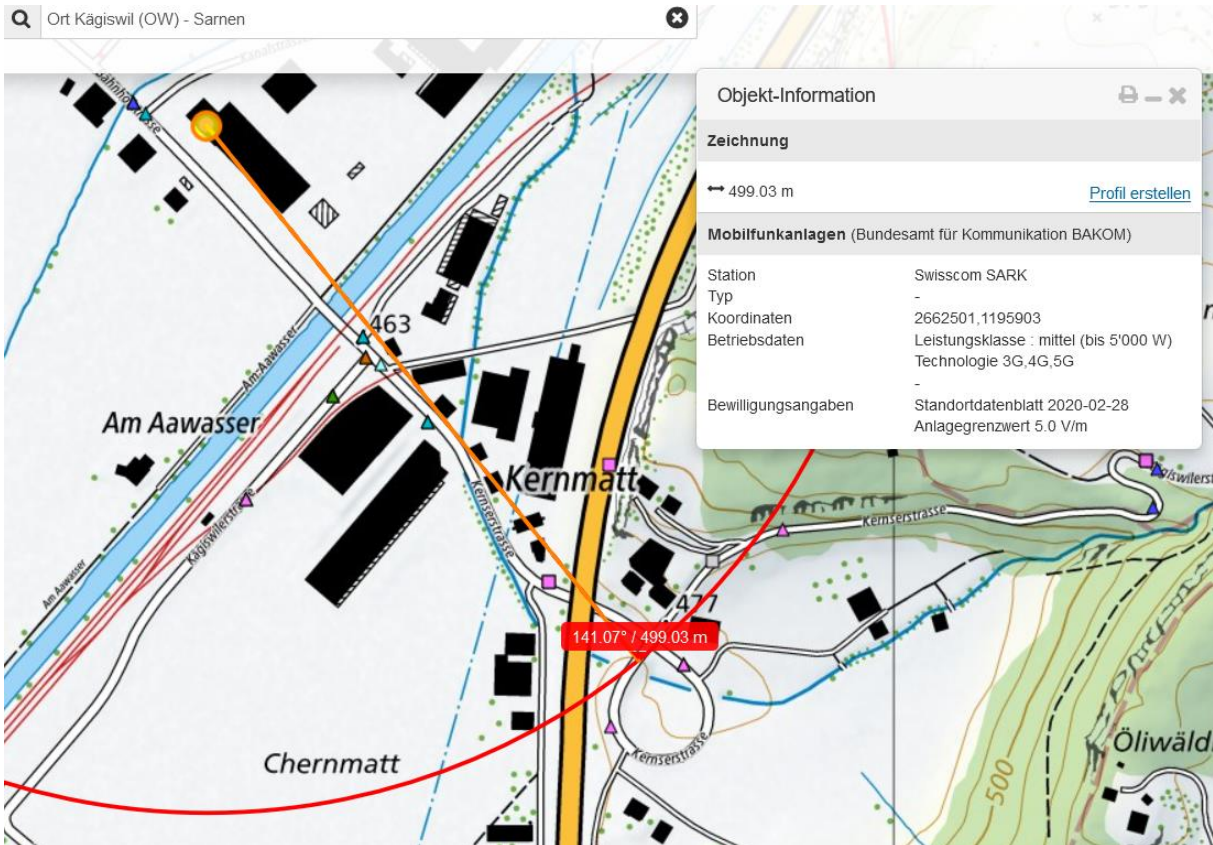 Ort Kägiswil (OW) - Sarnen
Objekt-Information
Zeichnung
499.03 m
Profil erstellen
Mobilfunkanlagen (Bundesamt für Kommunikation BAKOM)
Station Swisscom SARK
Typ -
Koordinaten 2662501,1195903
Betriebsdaten Leistungsklasse : mittel (bis 5'000 W)
Technologie 3G,4G,5G
-
Bewilligungsangaben Standortdatenblatt 2020-02-28
Anlagegrenzwert 5.0 V/m
463
Am-Aawasser
Am Aawasser
Kernmatt
Kernserstrasse
Kernserstrasse
Kägiswilerstrasse
Am Aawasser
477
141.07° / 499.03 m
Kernserstrasse
Chernmatt
Öliwäld
500